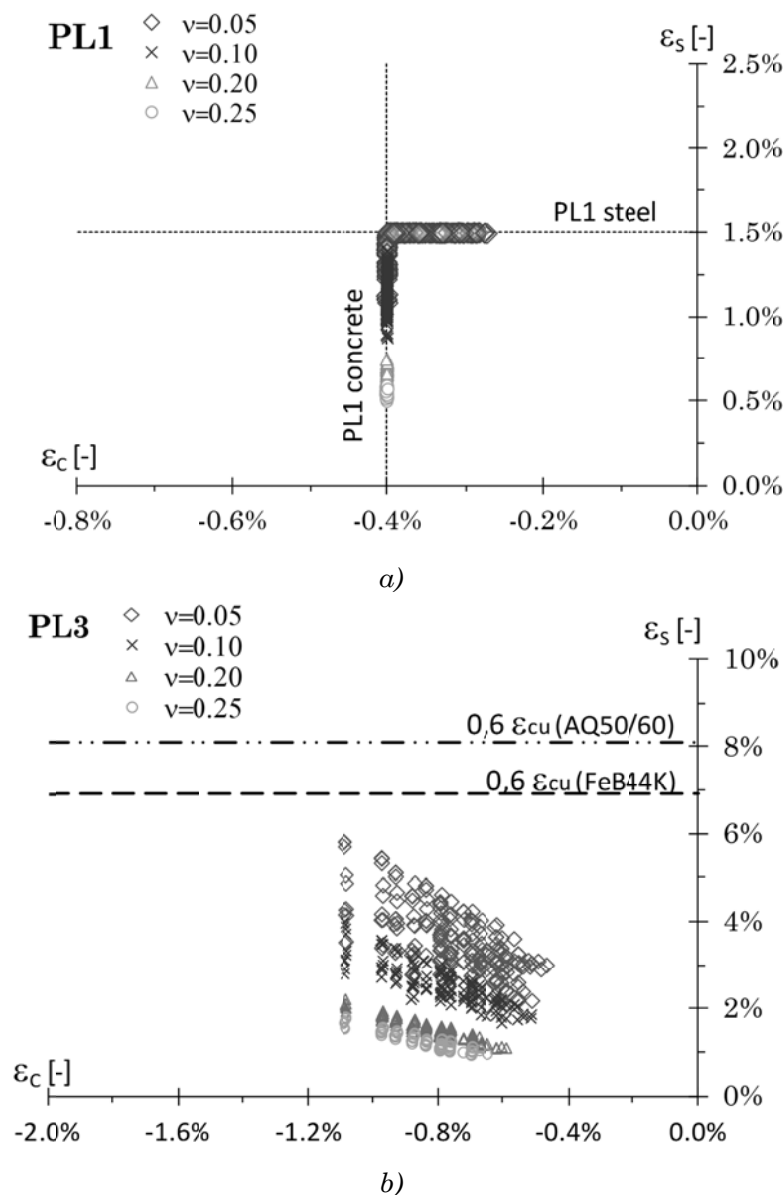 PL1
◇ ν=0.05
× ν=0.10
△ ν=0.20
○ ν=0.25
εS [-]
2.5%
2.0%
PL1 steel
1.5%
1.0%
PL1 concrete
0.5%
εC [-]
0.0%
-0.8% -0.6% -0.4% -0.2% 0.0%
a)
PL3
◇ ν=0.05
× ν=0.10
△ ν=0.20
○ ν=0.25
εS [-]
10%
0,6 εcu (AQ50/60)
8%
0,6 εcu (FeB44K)
6%
4%
2%
εC [-]
0%
-2.0% -1.6% -1.2% -0.8% -0.4% 0.0%
b)